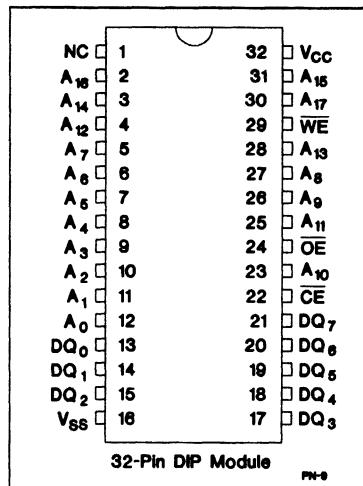 NC 1 32 VCC
A16 2 31 A15
A14 3 30 A17
A12 4 29 WE
A7 5 28 A13
A6 6 27 A8
A5 7 26 A9
A4 8 25 A11
A3 9 24 OE
A2 10 23 A10
A1 11 22 CE
A0 12 21 DQ7
DQ0 13 20 DQ6
DQ1 14 19 DQ5
DQ2 15 18 DQ4
VSS 16 17 DQ3
32-Pin DIP Module
PN-9